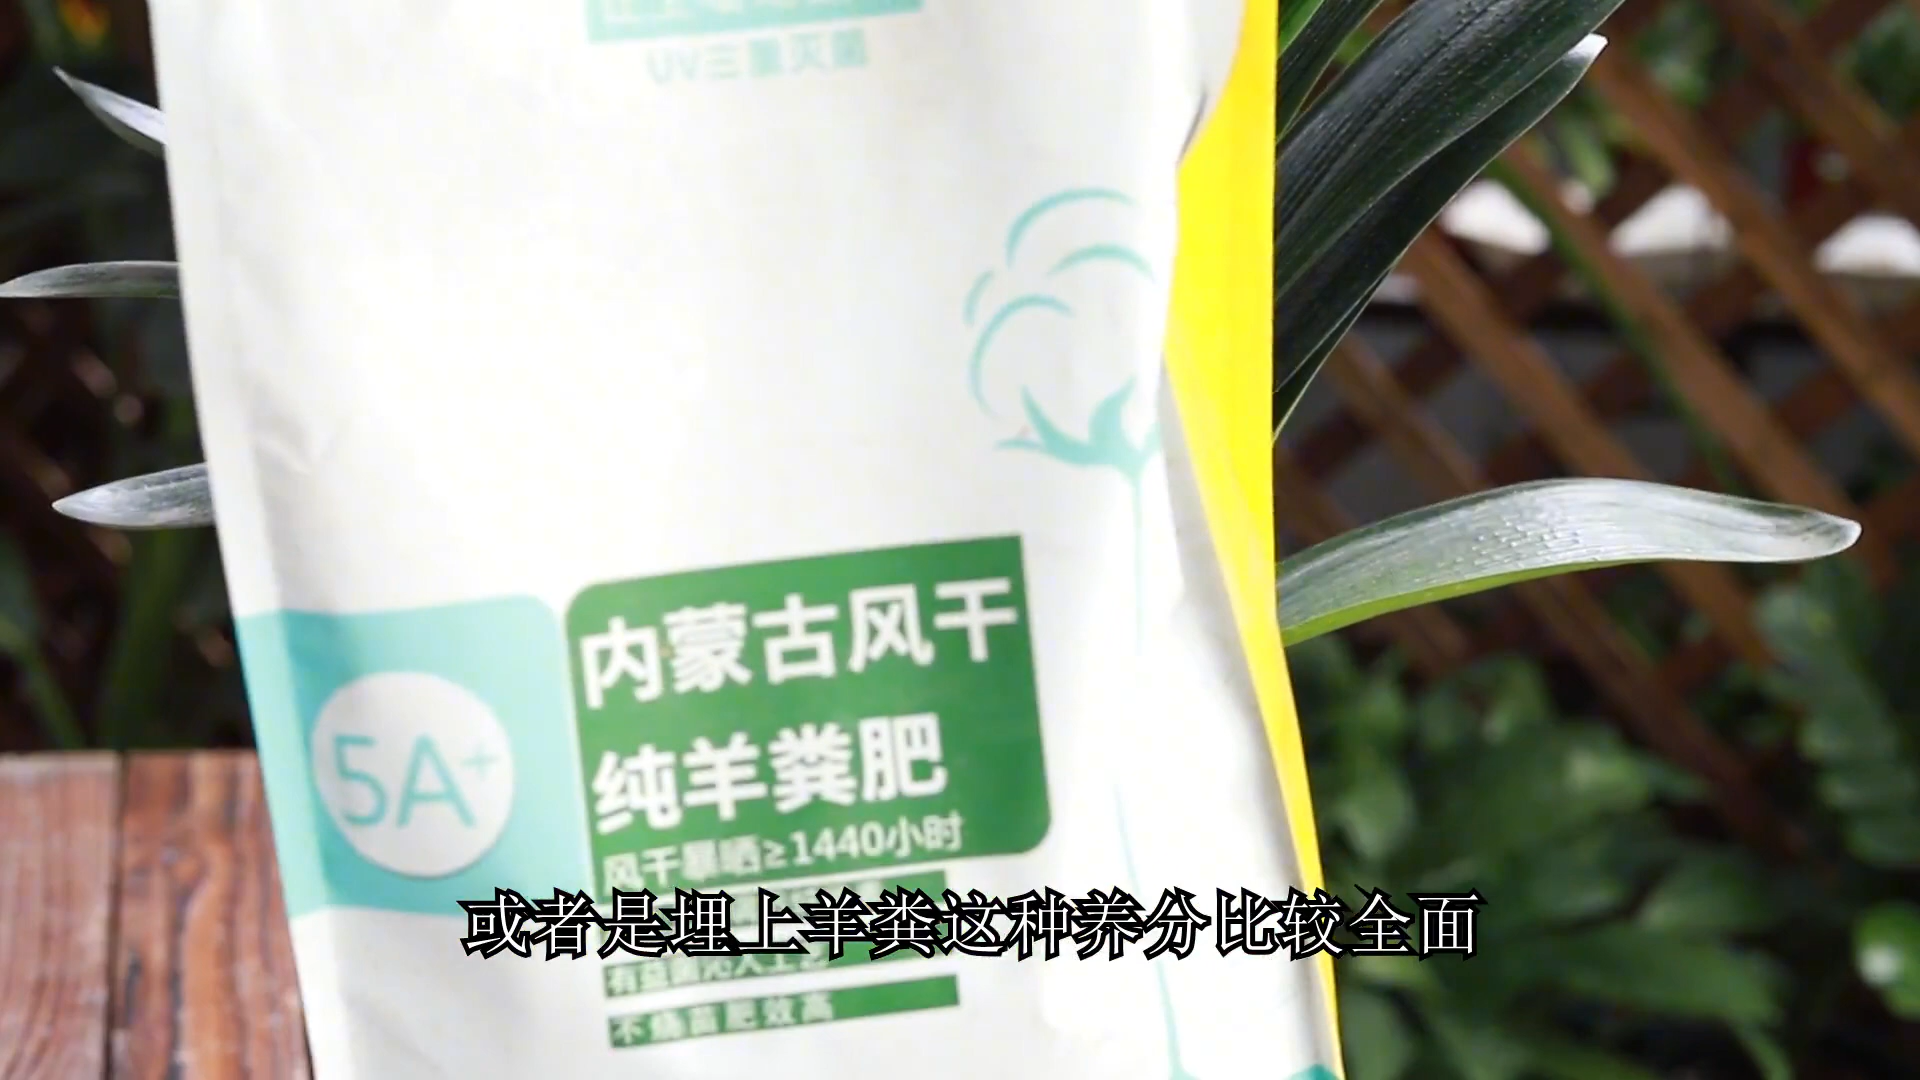 UV三重灭菌
内蒙古风干
纯羊粪肥
5A+
风干暴晒≥1440小时
或者是埋上羊粪这种养分比较全面
不烧苗肥效高